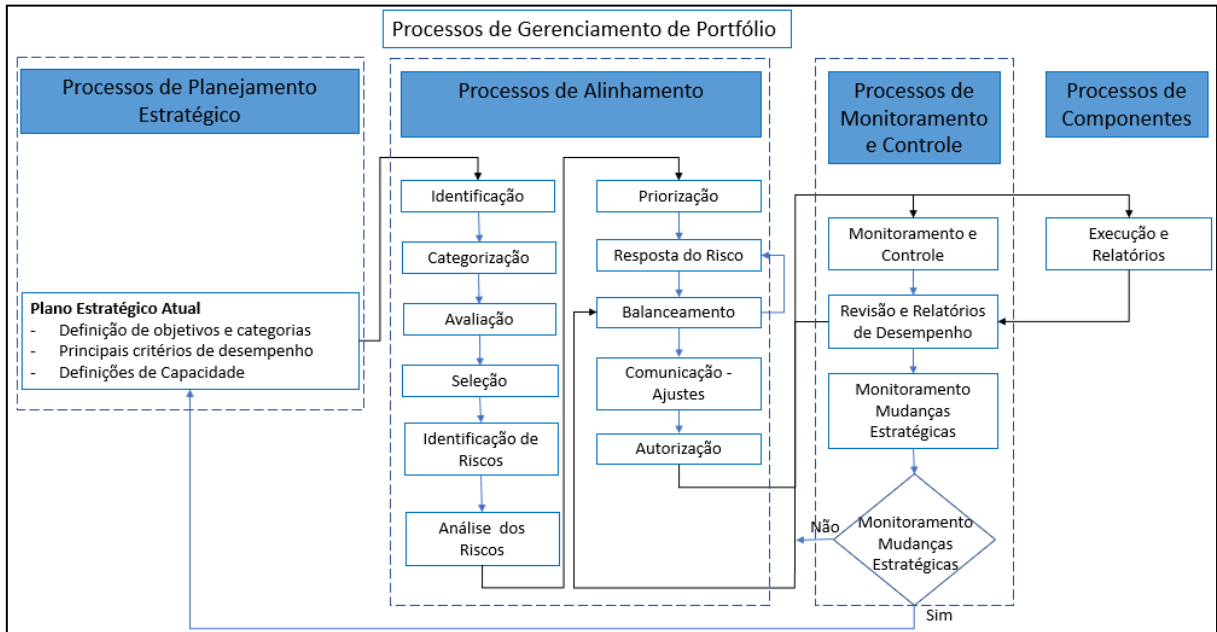 Processos de Gerenciamento de Portfólio
Processos de Planejamento
Estratégico
Plano Estratégico Atual
- Definição de objetivos e categorias
- Principais critérios de desempenho
- Definições de Capacidade
Processos de Alinhamento
Identificação
Categorização
Avaliação
Seleção
Identificação de
Riscos
Análise dos
Riscos
Priorização
Resposta do Risco
Balanceamento
Comunicação -
Ajustes
Autorização
Processos de
Monitoramento
e Controle
Monitoramento e
Controle
Revisão e Relatórios
de Desempenho
Monitoramento
Mudanças
Estratégicas
Não
Monitoramento
Mudanças
Estratégicas
Sim
Processos de
Componentes
Execução e
Relatórios